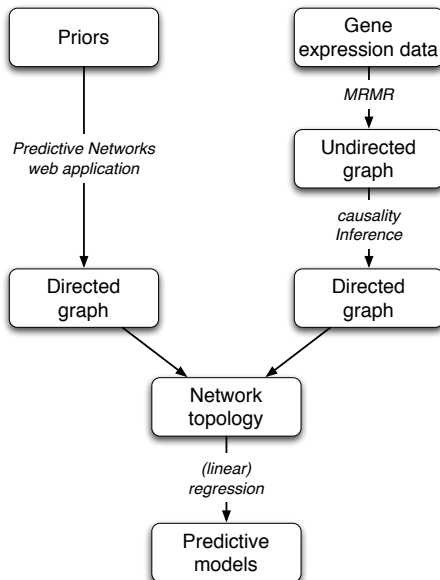 Priors
Gene
expression data
MRMR
Predictive Networks
web application
Undirected
graph
causality
Inference
Directed
graph
Directed
graph
Network
topology
(linear)
regression
Predictive
models